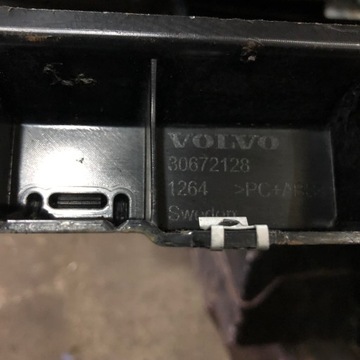 VOLVO
30672128
1264 >PC+ABS<
Sweden